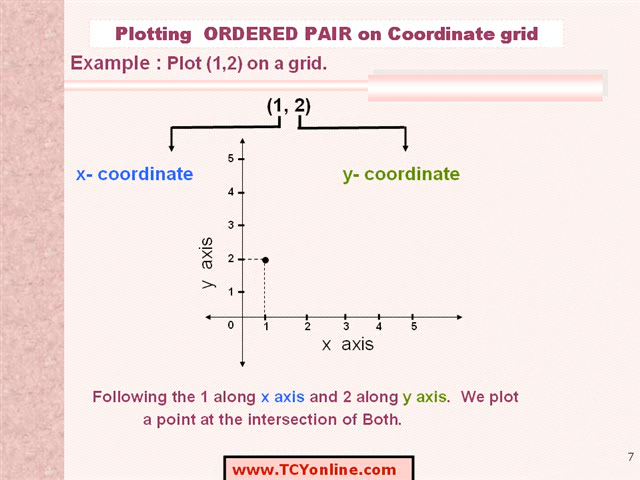 Plotting ORDERED PAIR on Coordinate grid
Example : Plot (1,2) on a grid.
(1, 2)
x- coordinate
y- coordinate
5
4
3
2
1
y axis
0 1 2 3 4 5
x axis
Following the 1 along x axis and 2 along y axis. We plot
a point at the intersection of Both.
7
www.TCYonline.com